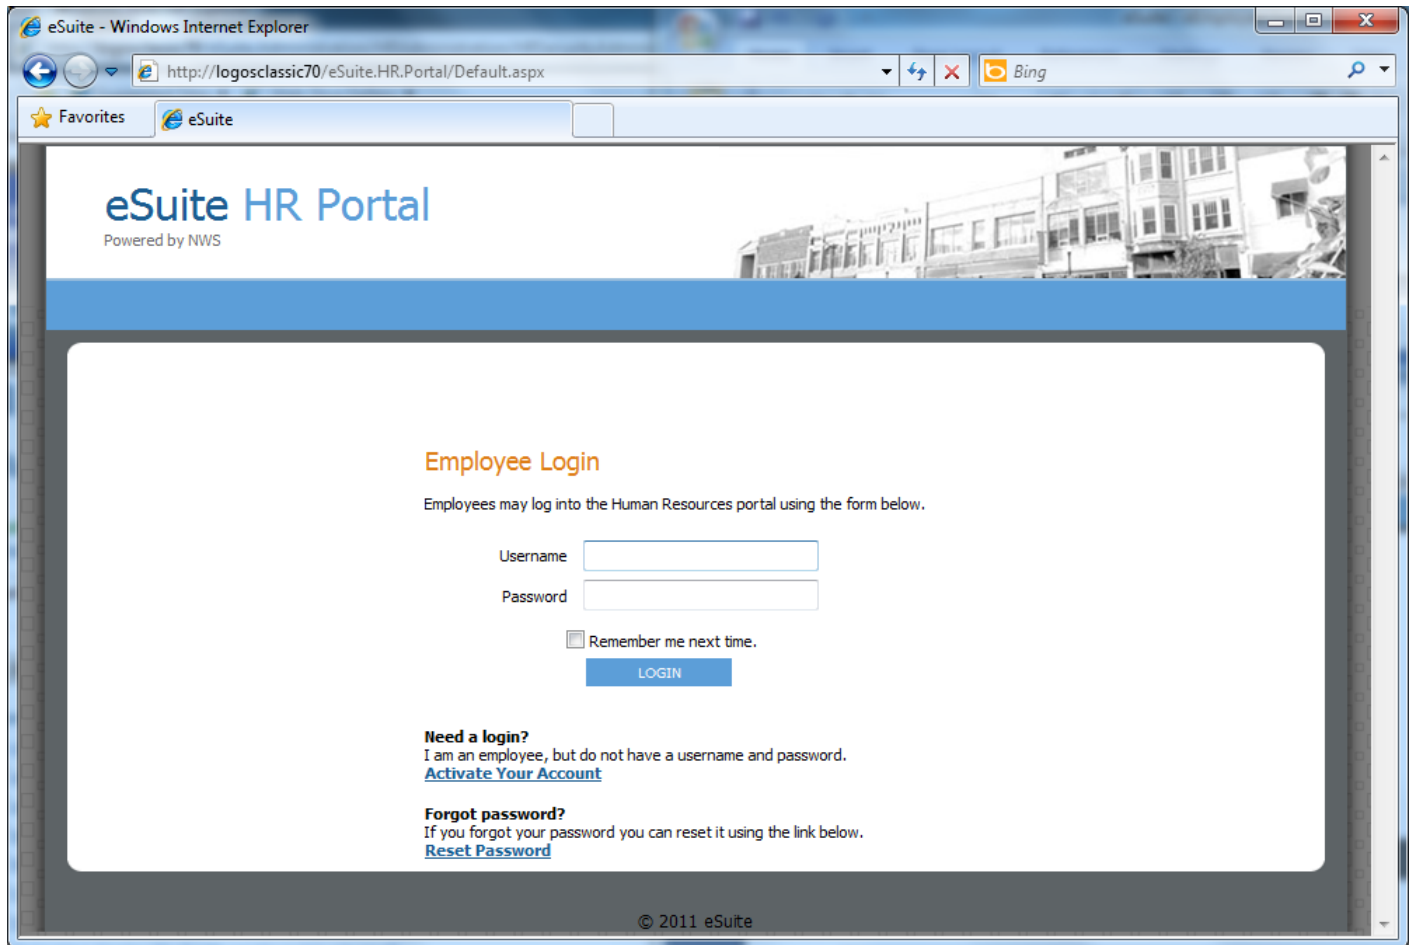 eSuite - Windows Internet Explorer
http://logosclassic70/eSuite.HR.Portal/Default.aspx
Bing
Favorites
eSuite
eSuite HR Portal
Powered by NWS
Employee Login
Employees may log into the Human Resources portal using the form below.
Username
Password
Remember me next time.
LOGIN
Need a login?
I am an employee, but do not have a username and password.
Activate Your Account
Forgot password?
If you forgot your password you can reset it using the link below.
Reset Password
© 2011 eSuite